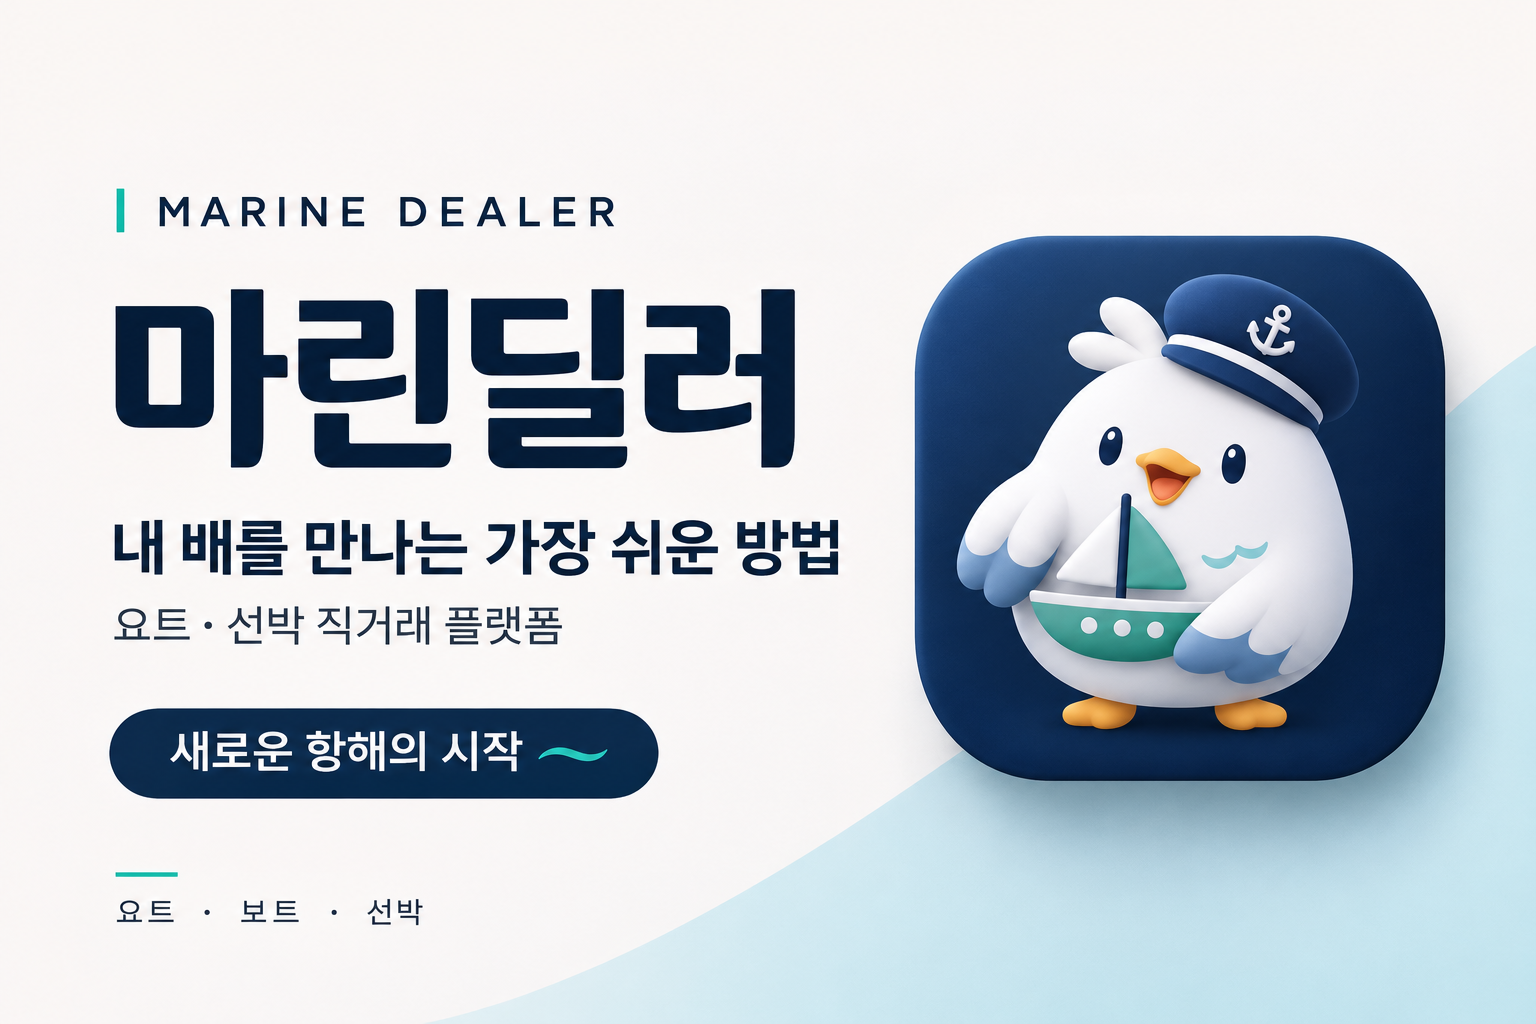 MARINE DEALER
마린딜러
내 배를 만나는 가장 쉬운 방법
요트 · 선박 직거래 플랫폼
새로운 항해의 시작
요트 · 보트 · 선박